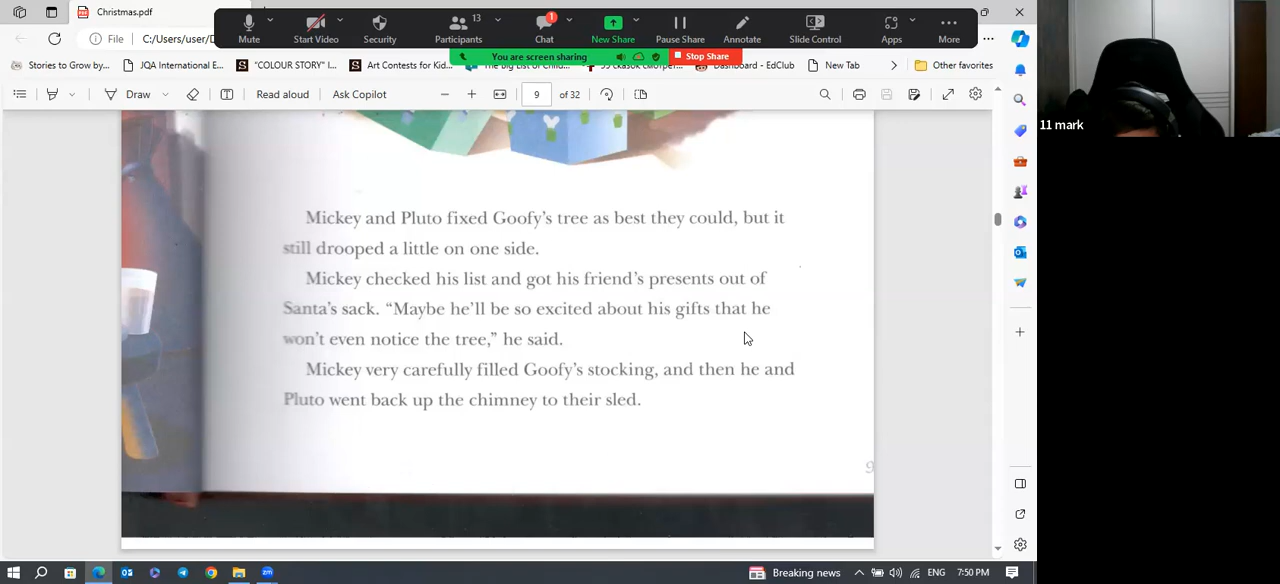 Christmas.pdf
Mute
Start Video
Security
Participants
13
Chat
1
New Share
Pause Share
Annotate
Slide Control
Apps
More
File
C:/Users/user/D
You are screen sharing
Stop Share
Stories to Grow by...
JQA International E...
"COLOUR STORY" I...
Art Contests for Kid...
Dashboard - EdClub
New Tab
Other favorites
Draw
Read aloud
Ask Copilot
9
of 32
11 mark
Mickey and Pluto fixed Goofy's tree as best they could, but it
still drooped a little on one side.
Mickey checked his list and got his friend's presents out of
Santa's sack. "Maybe he'll be so excited about his gifts that he
won't even notice the tree," he said.
Mickey very carefully filled Goofy's stocking, and then he and
Pluto went back up the chimney to their sled.
9
Breaking news
ENG
7:50 PM